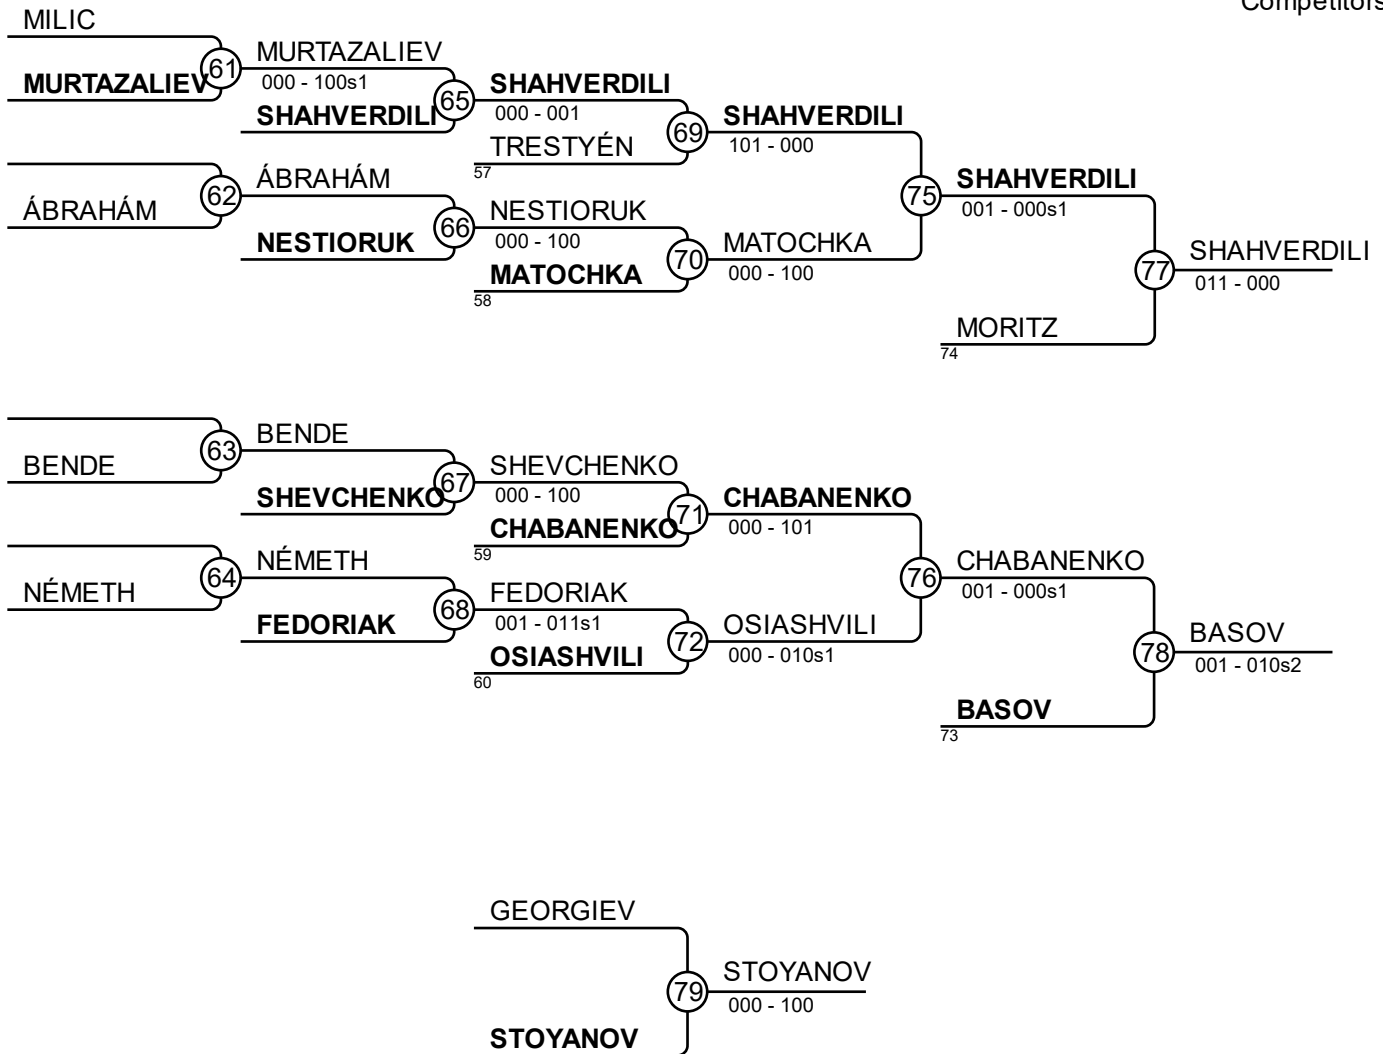 Competitors
MILIC
61
MURTAZALIEV
000 - 100s1
MURTAZALIEV
65
SHAHVERDILI
000 - 001
SHAHVERDILI
69
SHAHVERDILI
101 - 000
TRESTYÉN
57
62
ÁBRAHÁM
ÁBRAHÁM
75
SHAHVERDILI
001 - 000s1
66
NESTIORUK
000 - 100
NESTIORUK
70
MATOCHKA
000 - 100
MATOCHKA
58
77
SHAHVERDILI
011 - 000
MORITZ
74
63
BENDE
BENDE
67
SHEVCHENKO
000 - 100
SHEVCHENKO
71
CHABANENKO
000 - 101
CHABANENKO
59
64
NÉMETH
NÉMETH
76
CHABANENKO
001 - 000s1
68
FEDORIAK
001 - 011s1
FEDORIAK
72
OSIASHVILI
000 - 010s1
OSIASHVILI
60
78
BASOV
001 - 010s2
BASOV
73
GEORGIEV
79
STOYANOV
000 - 100
STOYANOV